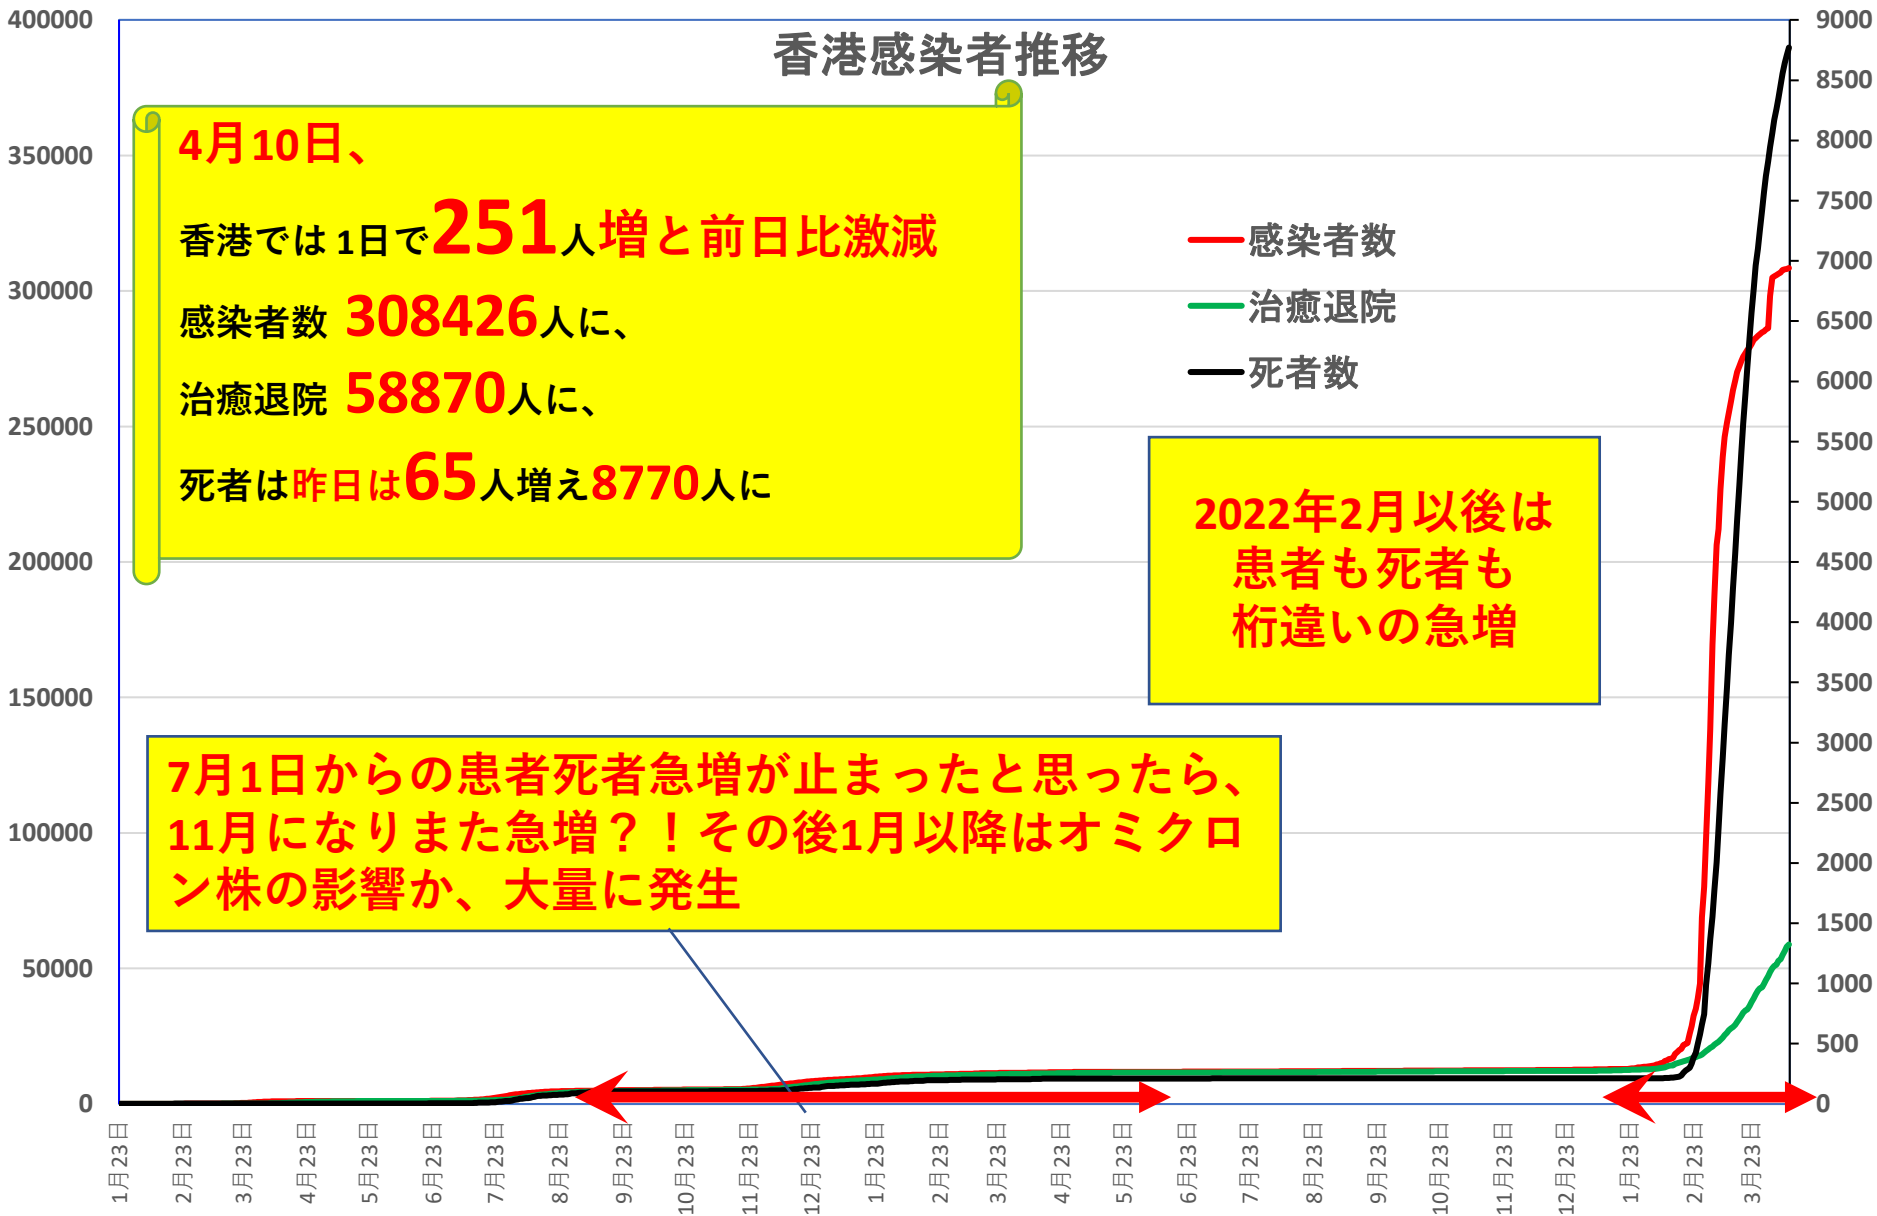 香港感染者推移
4月10日、
香港では 1日で251人増と前日比激減
感染者数 308426人に、
治癒退院 58870人に、
死者は昨日は65人増え8770人に
感染者数
治癒退院
死者数
2022年2月以後は
患者も死者も
桁違いの急増
7月1日からの患者死者急増が止まったと思ったら、
11月になりまた急増？！その後1月以降はオミクロ
ン株の影響か、大量に発生
400000
350000
300000
250000
200000
150000
100000
50000
0
9000
8500
8000
7500
7000
6500
6000
5500
5000
4500
4000
3500
3000
2500
2000
1500
1000
500
0
1月23日
2月23日
3月23日
4月23日
5月23日
6月23日
7月23日
8月23日
9月23日
10月23日
11月23日
12月23日
1月23日
2月23日
3月23日
4月23日
5月23日
6月23日
7月23日
8月23日
9月23日
10月23日
11月23日
12月23日
1月23日
2月23日
3月23日